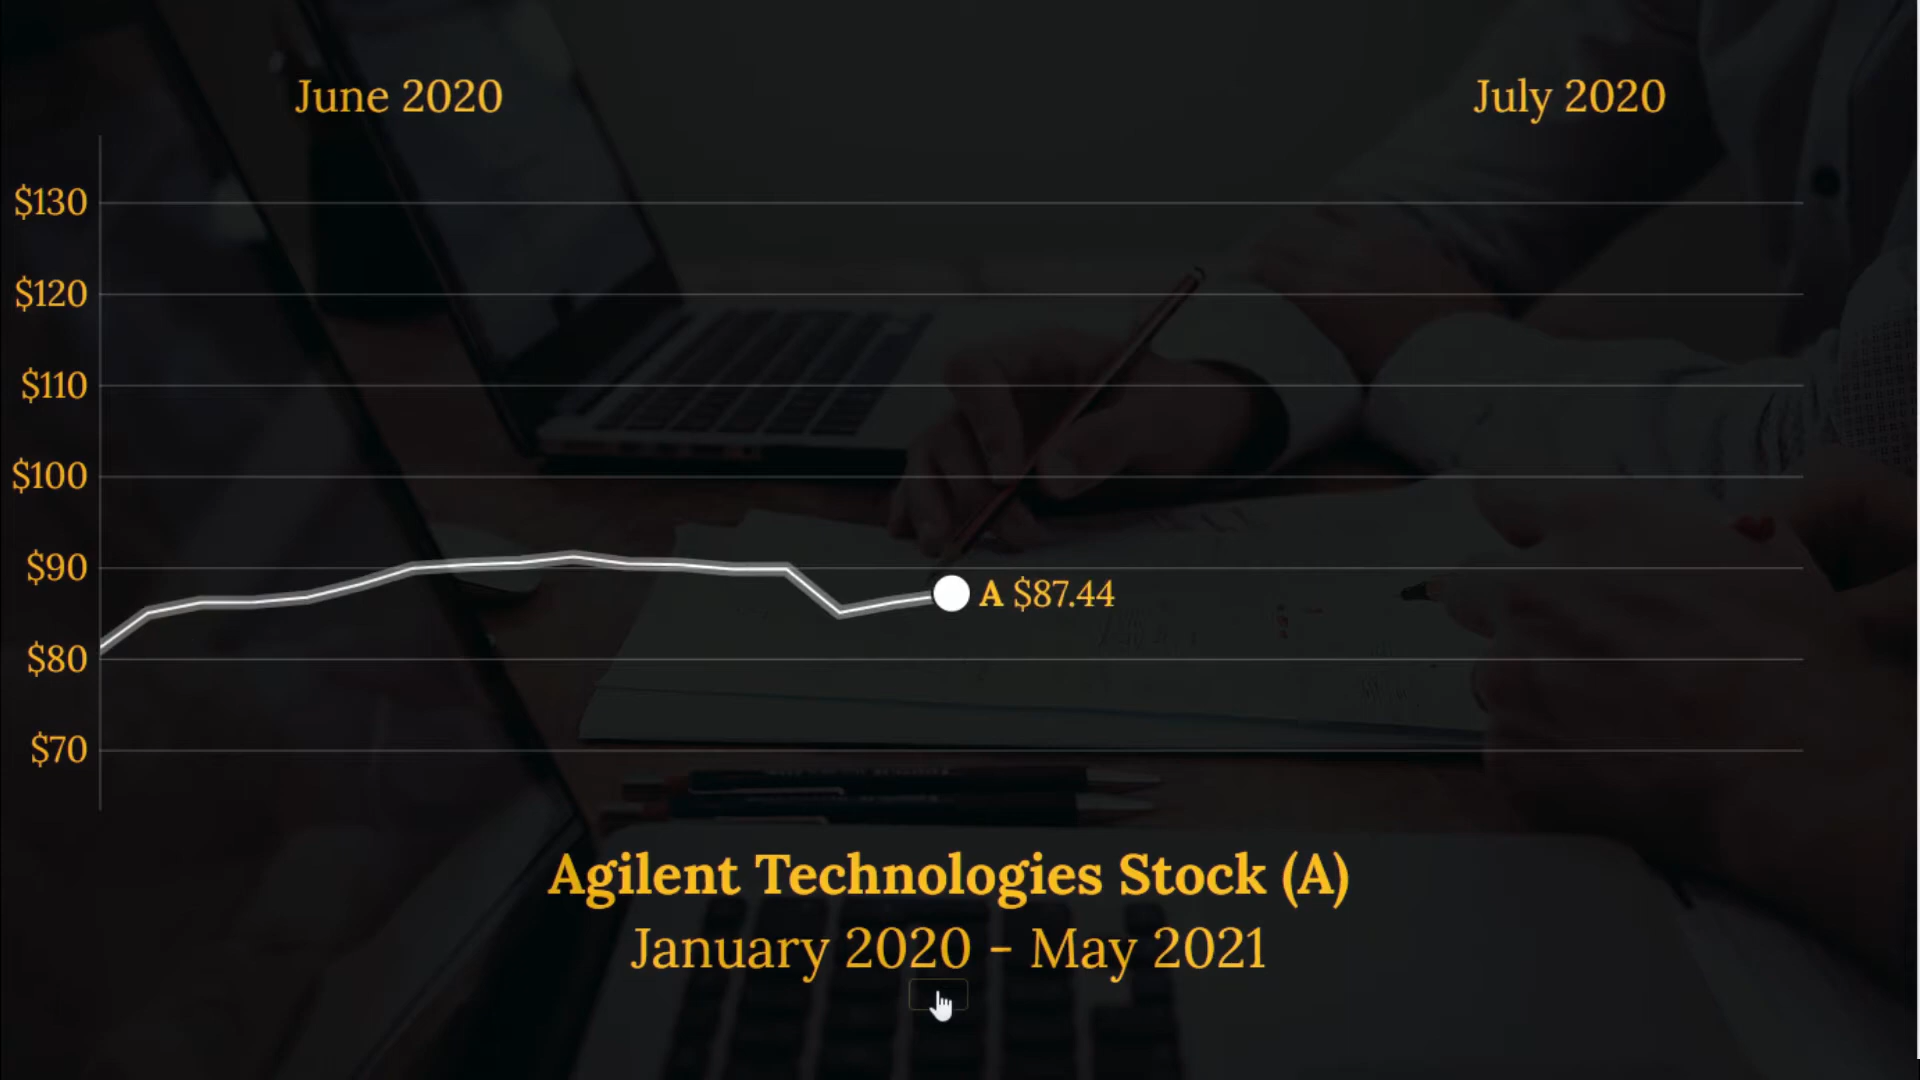 June 2020
July 2020
$130
$120
$110
$100
$90
$80
$70
A $87.44
Agilent Technologies Stock (A)
January 2020 - May 2021